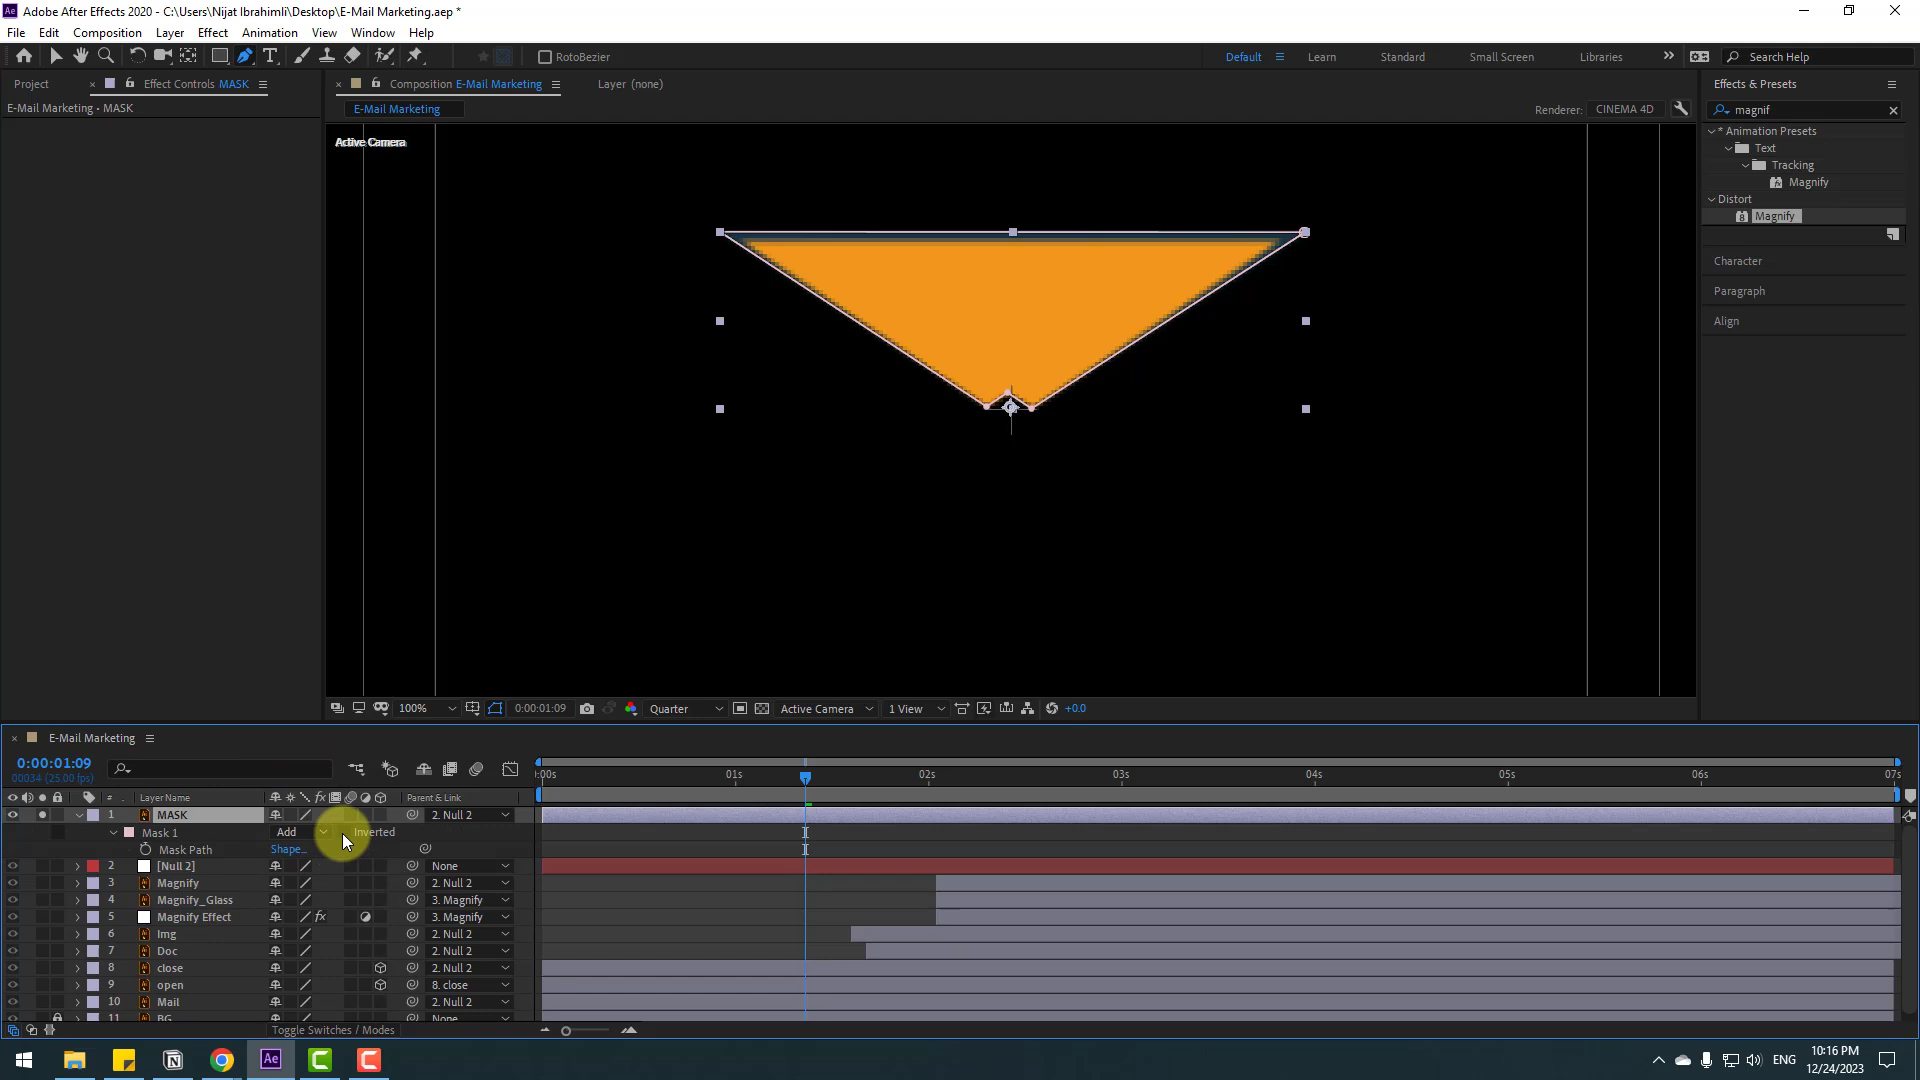 Ae Adobe After Effects 2020 - C:\Users\Nijat Ibrahimli\Desktop\E-Mail Marketing.aep *
File Edit Composition Layer Effect Animation View Window Help
RotoBezier Default Learn Standard Small Screen Libraries Search Help
Project Effect Controls MASK Composition E-Mail Marketing Layer (none) Effects & Presets
E-Mail Marketing • MASK E-Mail Marketing Renderer: CINEMA 4D magnif
Active Camera
* Animation Presets
Text
Tracking
Magnify
Distort
Magnify
Character
Paragraph
Align
100% 0:00:01:09 Quarter Active Camera 1 View +0.0
E-Mail Marketing
0:00:01:09
00034 (25.00 fps)
:00s 01s 02s 03s 04s 05s 06s 07s
# Layer Name Parent & Link
1 MASK 2. Null 2
Mask 1 Add Inverted
Mask Path Shape...
2 [Null 2] None
3 Magnify 2. Null 2
4 Magnify_Glass 3. Magnify
5 Magnify Effect fx 3. Magnify
6 Img 2. Null 2
7 Doc 2. Null 2
8 close 2. Null 2
9 open 8. close
10 Mail 2. Null 2
11 BG None
Toggle Switches / Modes
Ae ENG 10:16 PM
12/24/2023